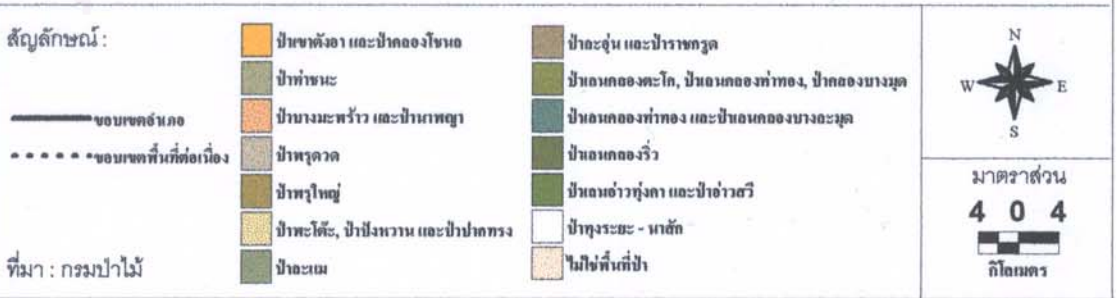 สัญลักษณ์ :
ขอบเขตอำเภอ
ขอบเขตพื้นที่ต่อเนื่อง
ที่มา : กรมป่าไม้
ป่าเขาตังอา และป่าคลองโชนถ
ป่าท่าชนะ
ป่าบางมะพร้าว และป่านาพญา
ป่าพรุตวด
ป่าพรุใหญ่
ป่าพะโต๊ะ, ป่าปังหวาน และป่าปากทรง
ป่าละแม
ป่าละอุ่น และป่าราชกรูด
ป่าเลนคลองตะโก, ป่าเลนคลองท่าทอง, ป่าคลองบางมุด
ป่าเลนคลองท่าทอง และป่าเลนคลองบางละมุด
ป่าเลนคลองริ่ว
ป่าเลนอ่าวทุ่งคา และป่าอ่าวสวี
ป่าทุงระยะ - นาสัก
ไม่ใช่พื้นที่ป่า
N
W E
S
มาตราส่วน
4 0 4
กิโลเมตร